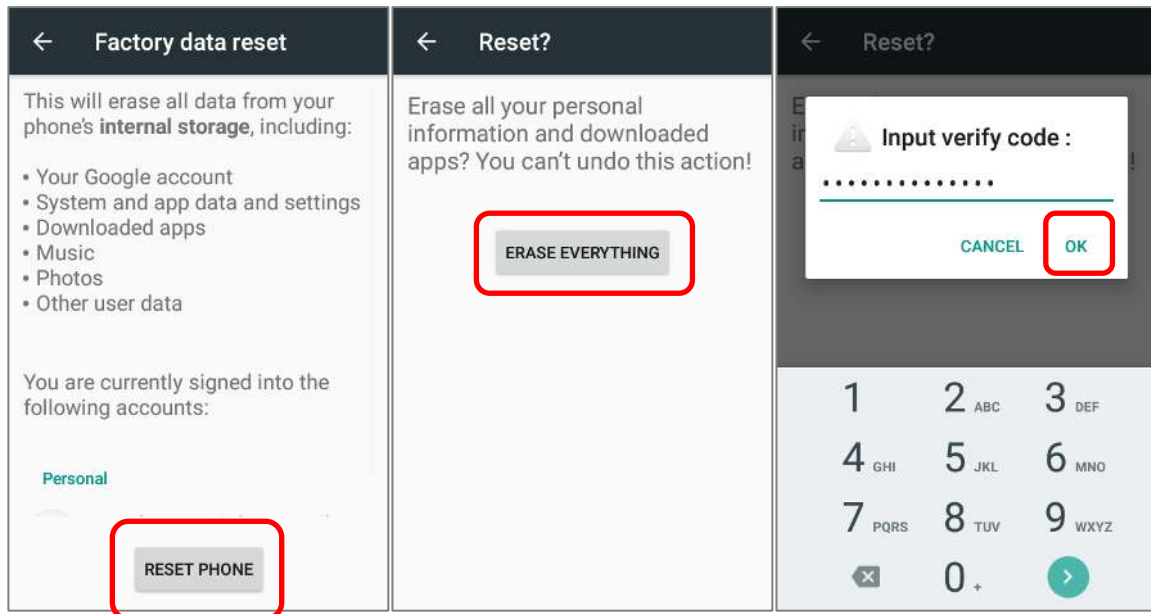 Factory data reset
This will erase all data from your
phone's internal storage, including:
• Your Google account
• System and app data and settings
• Downloaded apps
• Music
• Photos
• Other user data
You are currently signed into the
following accounts:
Personal
RESET PHONE
Reset?
Erase all your personal
information and downloaded
apps? You can't undo this action!
ERASE EVERYTHING
Reset?
Input verify code :
••••••••••••••
CANCEL OK
1 2 ABC 3 DEF
4 GHI 5 JKL 6 MNO
7 PQRS 8 TUV 9 WXYZ
0 +